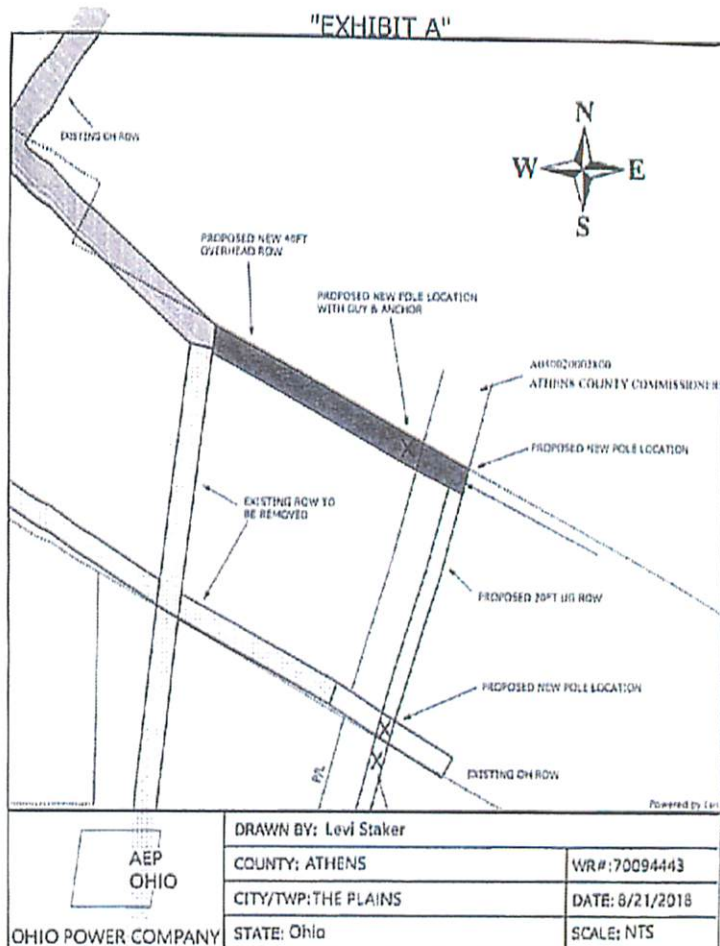 "EXHIBIT A"
N
W E
S
EXISTING OH ROW
PROPOSED NEW 40FT
OVERHEAD ROW
PROPOSED NEW POLE LOCATION
WITH GUY & ANCHOR
ATHENS COUNTY COMMISSIONER
PROPOSED NEW POLE LOCATION
EXISTING ROW TO
BE REMOVED
PROPOSED 20FT UG ROW
PROPOSED NEW POLE LOCATION
P/L
EXISTING OH ROW
Powered by
AEP
OHIO
OHIO POWER COMPANY
DRAWN BY: Levi Staker
COUNTY: ATHENS
WR#:70094443
CITY/TWP:THE PLAINS
DATE: 8/21/2018
STATE: Ohio
SCALE: NTS